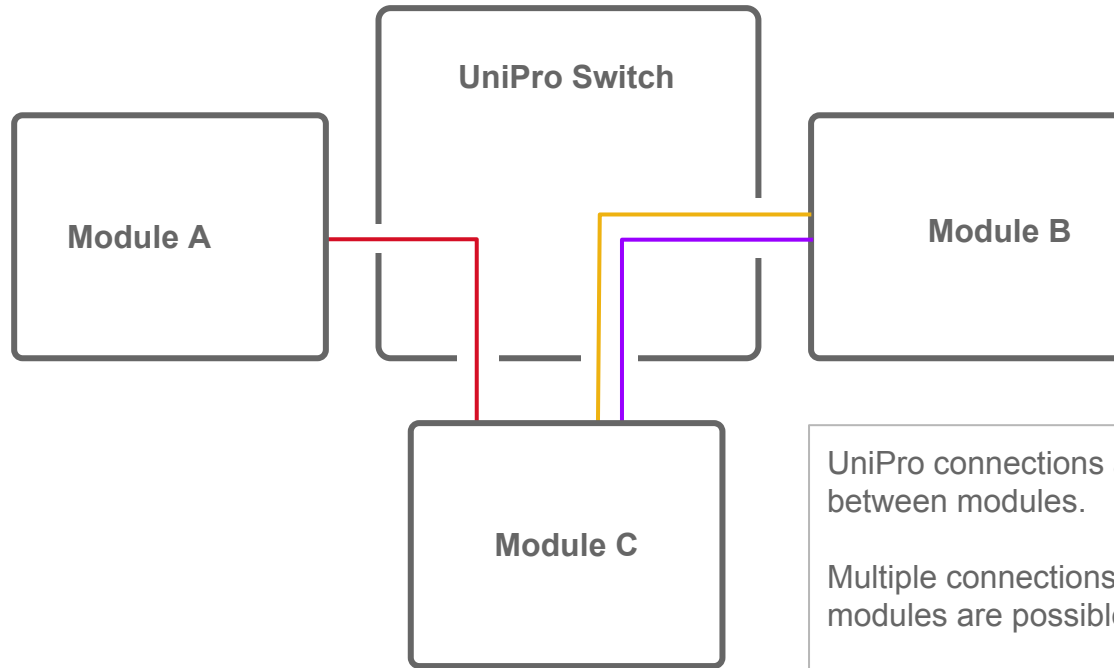 UniPro Switch
Module A
Module B
Module C
UniPro connections
between modules.
Multiple connections
modules are possible